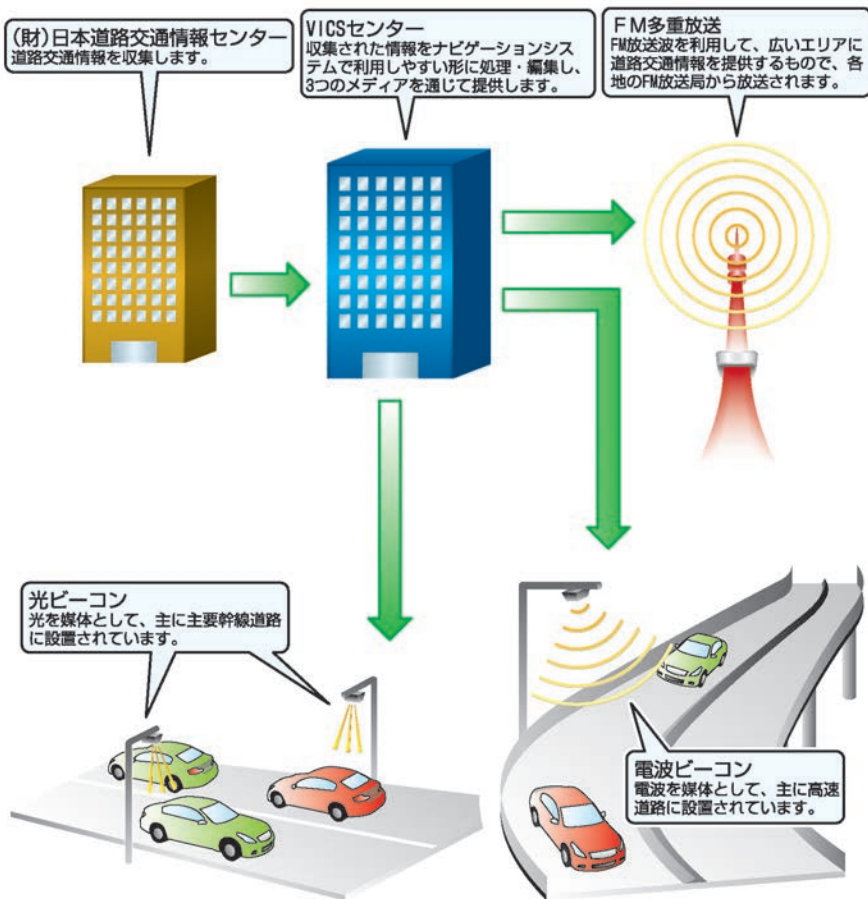 (財)日本道路交通情報センター
道路交通情報を収集します。
VICSセンター
収集された情報をナビゲーションシス
テムで利用しやすい形に処理・編集し、
3つのメディアを通じて提供します。
FM多重放送
FM放送波を利用して、広いエリアに
道路交通情報を提供するもので、各
地のFM放送局から放送されます。
光ビーコン
光を媒体として、主に主要幹線道路
に設置されています。
電波ビーコン
電波を媒体として、主に高速
道路に設置されています。